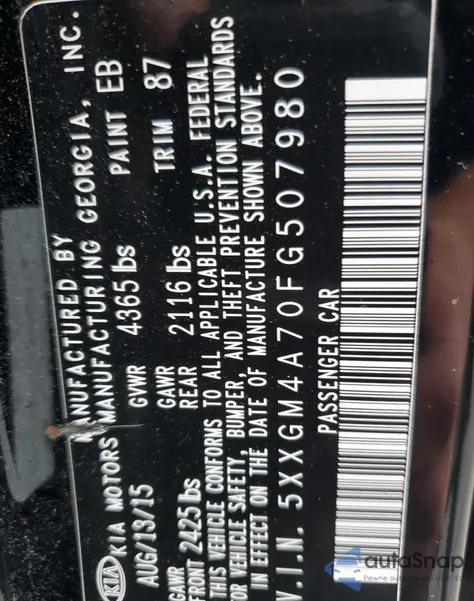 MANUFACTURED BY
KIA KIA MOTORS MANUFACTURING GEORGIA, INC.
AUG/13/15 GVWR 4365 lbs PAINT EB
GAWR FRONT 2425 lbs GAWR REAR 2116 lbs TRIM 87
THIS VEHICLE CONFORMS TO ALL APPLICABLE U.S.A. FEDERAL
OR VEHICLE SAFETY, BUMPER, AND THEFT PREVENTION STANDARDS
IN EFFECT ON THE DATE OF MANUFACTURE SHOWN ABOVE.
V.I.N. 5XXGM4A70FG507980
PASSENGER CAR
autoSnap